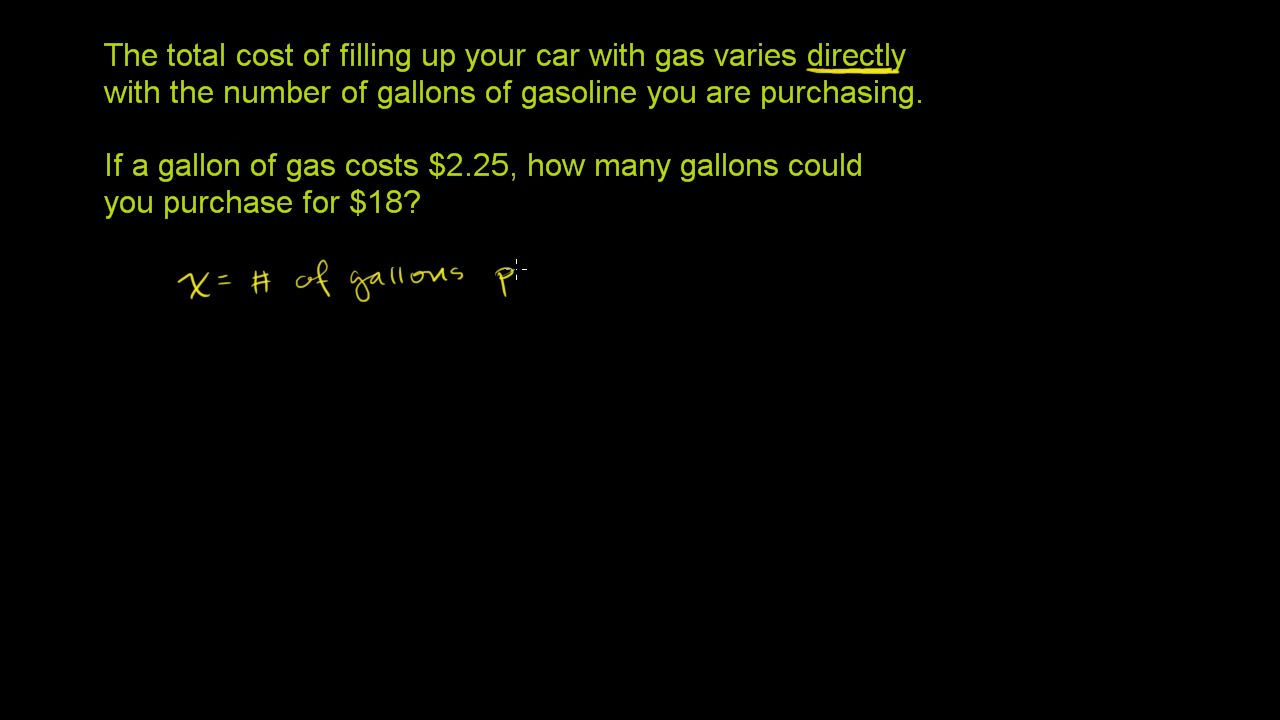 The total cost of filling up your car with gas varies directly
with the number of gallons of gasoline you are purchasing.
If a gallon of gas costs $2.25, how many gallons could
you purchase for $18?
x = # of gallons p